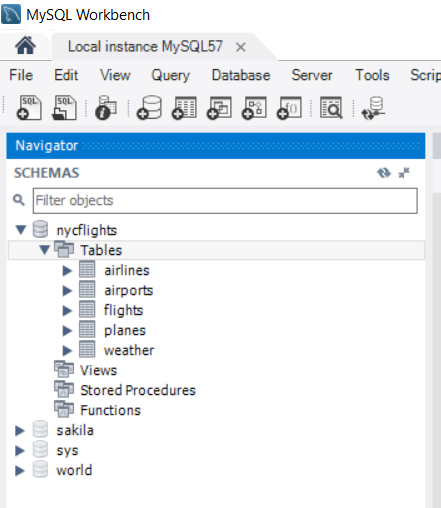 MySQL Workbench
Local instance MySQL57 ×
File Edit View Query Database Server Tools Scrip
SQL SQL f()
Navigator
SCHEMAS
Filter objects
nycflights
Tables
airlines
airports
flights
planes
weather
Views
Stored Procedures
Functions
sakila
sys
world